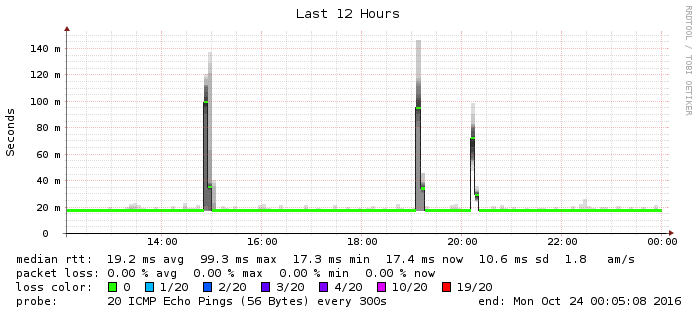 Last 12 Hours
RRDTOOL / TOBI OETIKER
Seconds
140 m
120 m
100 m
80 m
60 m
40 m
20 m
0
14:00 16:00 18:00 20:00 22:00 00:00
median rtt: 19.2 ms avg 99.3 ms max 17.3 ms min 17.4 ms now 10.6 ms sd 1.8 am/s
packet loss: 0.00 % avg 0.00 % max 0.00 % min 0.00 % now
loss color: 0 1/20 2/20 3/20 4/20 10/20 19/20
probe: 20 ICMP Echo Pings (56 Bytes) every 300s end: Mon Oct 24 00:05:08 2016